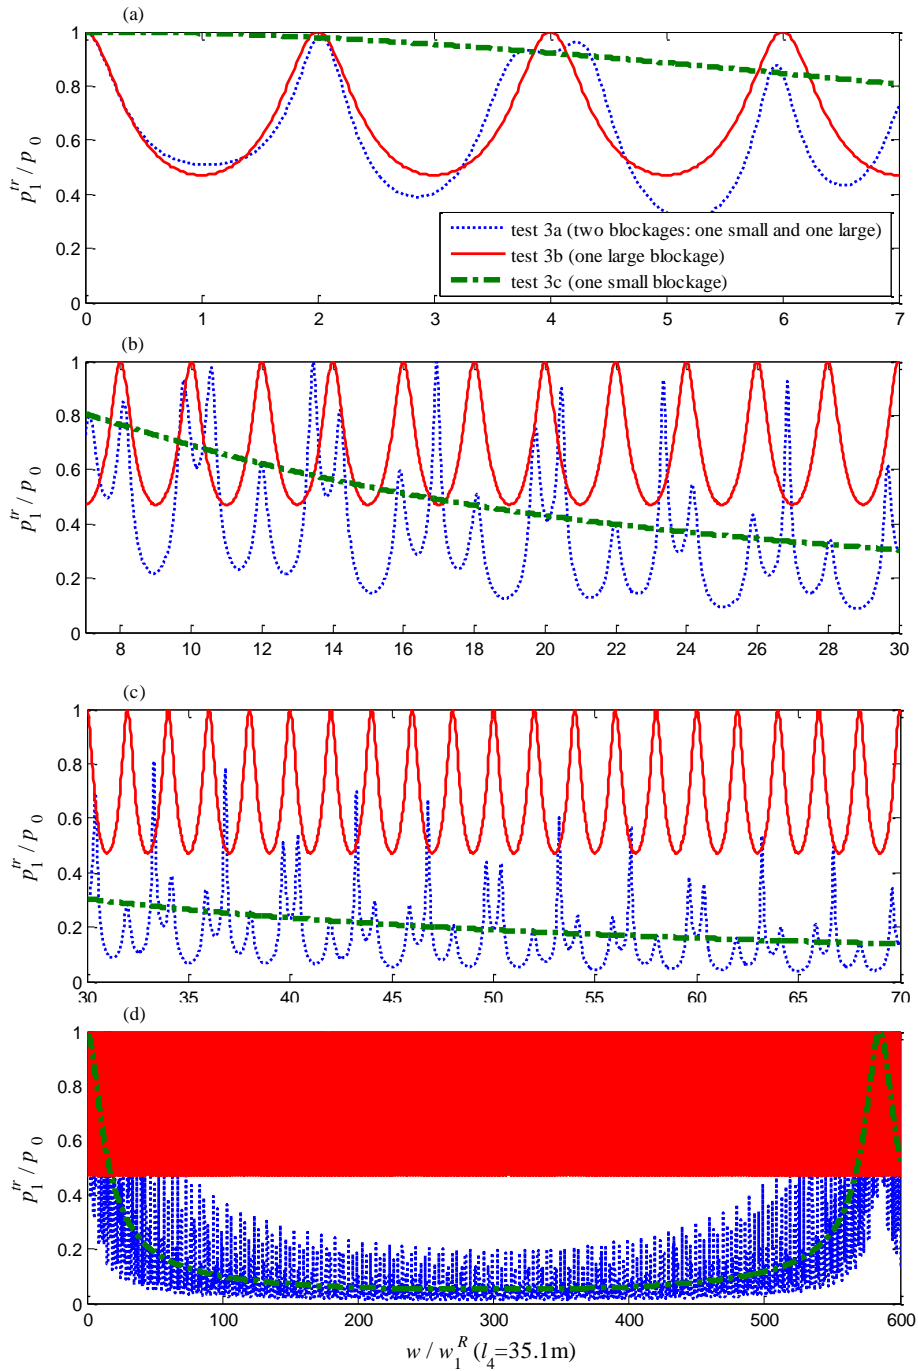 (a)
1
0.8
0.6
0.4
0.2
0
p₁ᵗʳ / p ₀
test 3a (two blockages: one small and one large)
test 3b (one large blockage)
test 3c (one small blockage)
0 1 2 3 4 5 6 7
(b)
1
0.8
0.6
0.4
0.2
0
p₁ᵗʳ / p ₀
8 10 12 14 16 18 20 22 24 26 28 30
(c)
1
0.8
0.6
0.4
0.2
0
p₁ᵗʳ / p ₀
30 35 40 45 50 55 60 65 70
(d)
1
0.8
0.6
0.4
0.2
0
p₁ᵗʳ / p ₀
0 100 200 300 400 500 600
w / w₁ᴿ (l₄=35.1m)